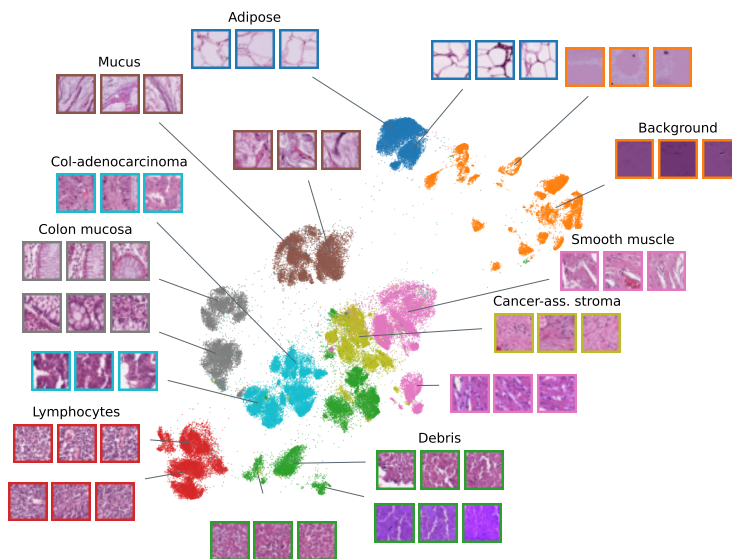 Adipose
Mucus
Background
Col-adenocarcinoma
Colon mucosa
Smooth muscle
Cancer-ass. stroma
Lymphocytes
Debris